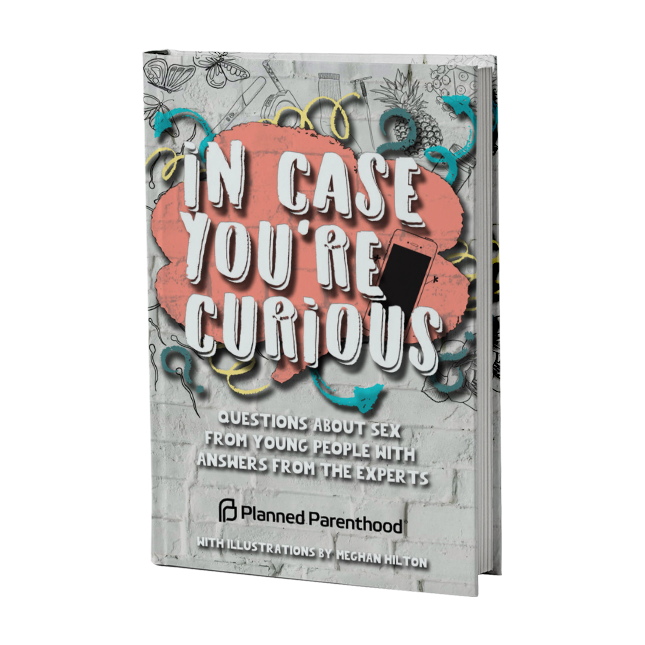 iN CASE
YOU'RE
CURiOUS
QUESTIONS ABOUT SEX
FROM YOUNG PEOPLE WITH
ANSWERS FROM THE EXPERTS
Planned Parenthood
WITH ILLUSTRATIONS BY MEGHAN HILTON